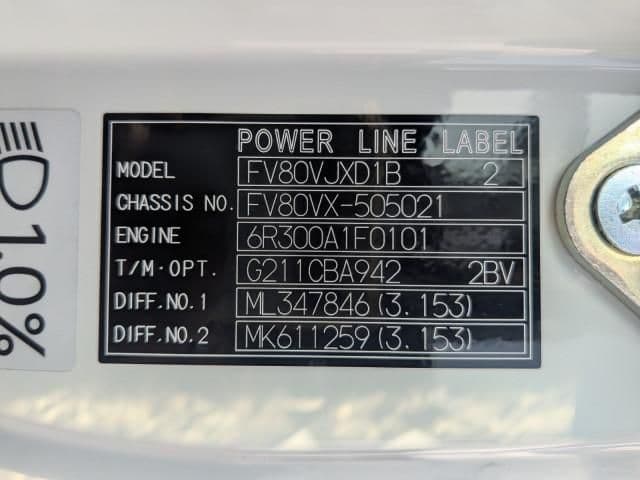 POWER LINE LABEL
MODEL FV80VJXD1B 2
CHASSIS NO. FV80VX-505021
ENGINE 6R300A1F0101
T/M·OPT. G211CBA942 2BV
DIFF.NO.1 ML347846(3.153)
DIFF.NO.2 MK611259(3.153)
1.0%